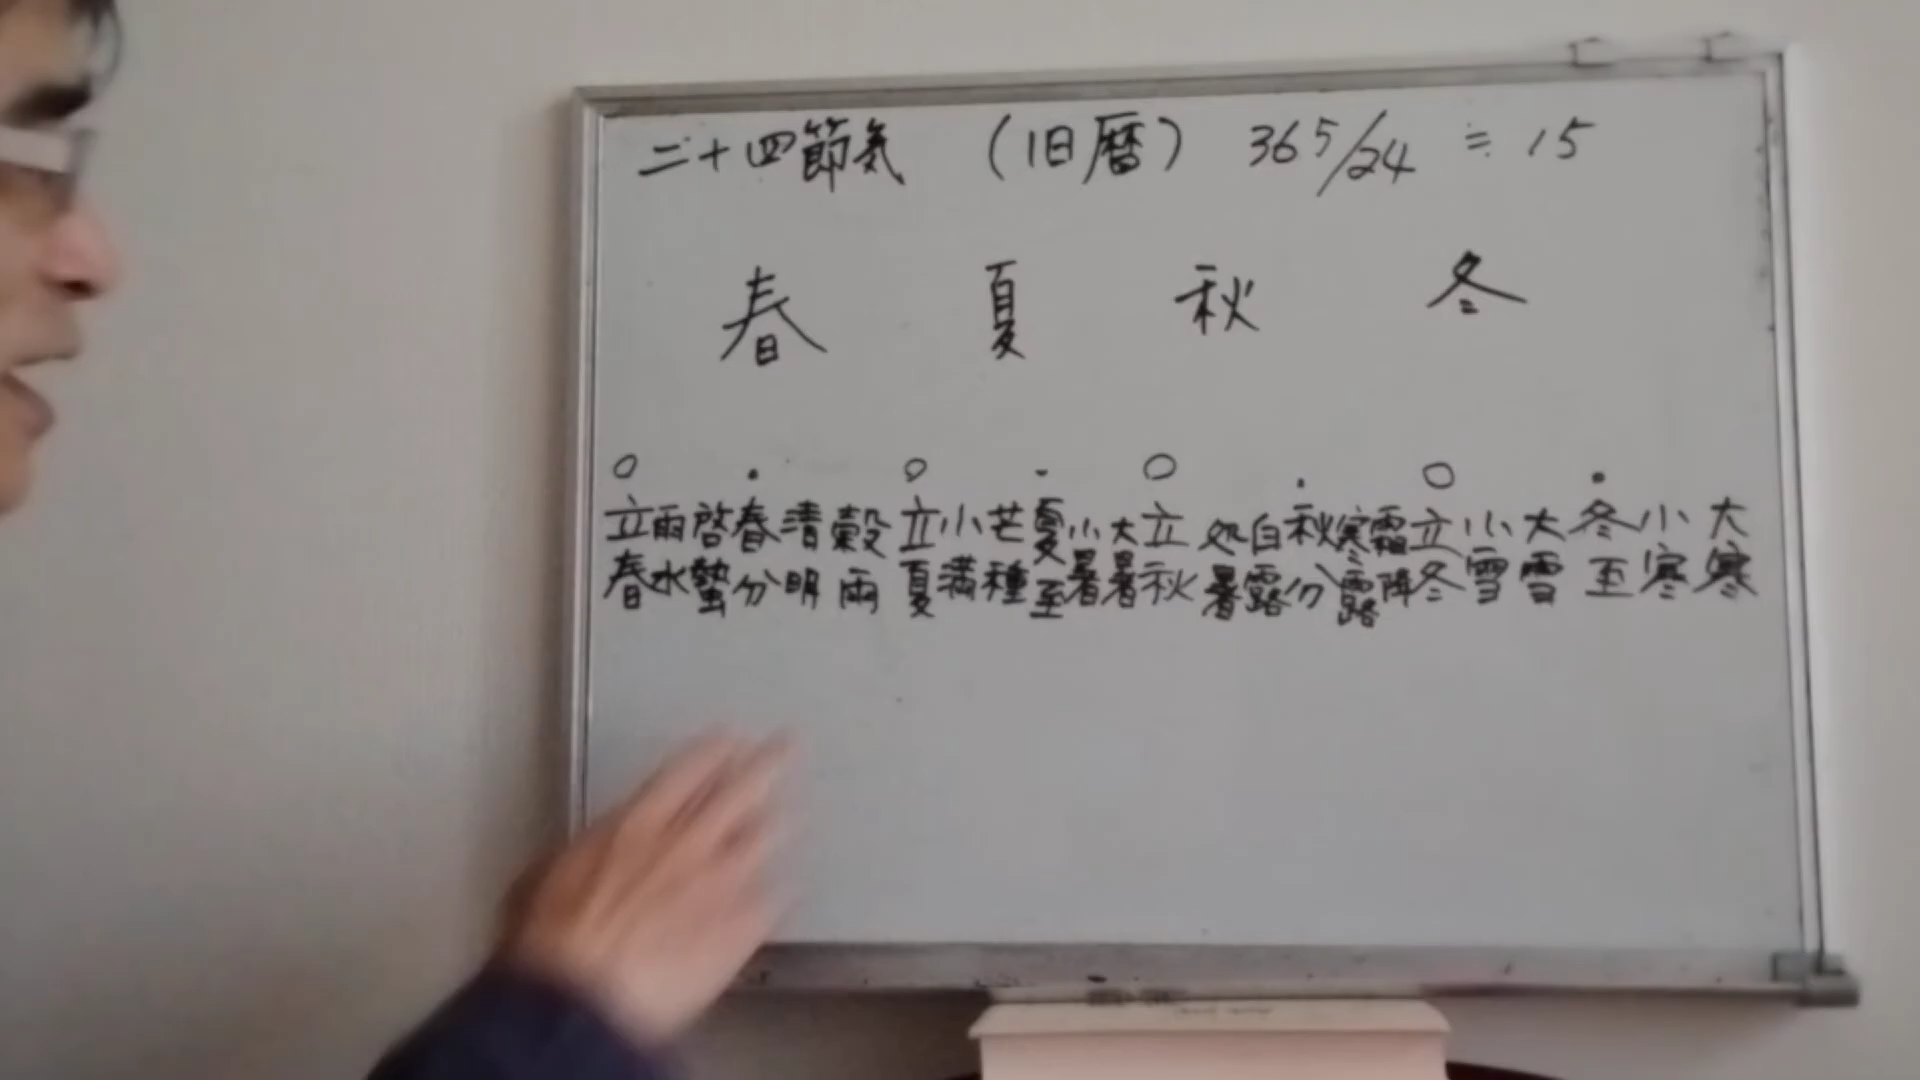 二十四節気 (旧暦) 365/24 ≒ 15
春 夏 秋 冬
立春 雨水 啓蟄 春分 清明 穀雨 立夏 小満 芒種 夏至 小暑 大暑 立秋 処暑 白露 秋分 寒露 霜降 立冬 小雪 大雪 冬至 小寒 大寒